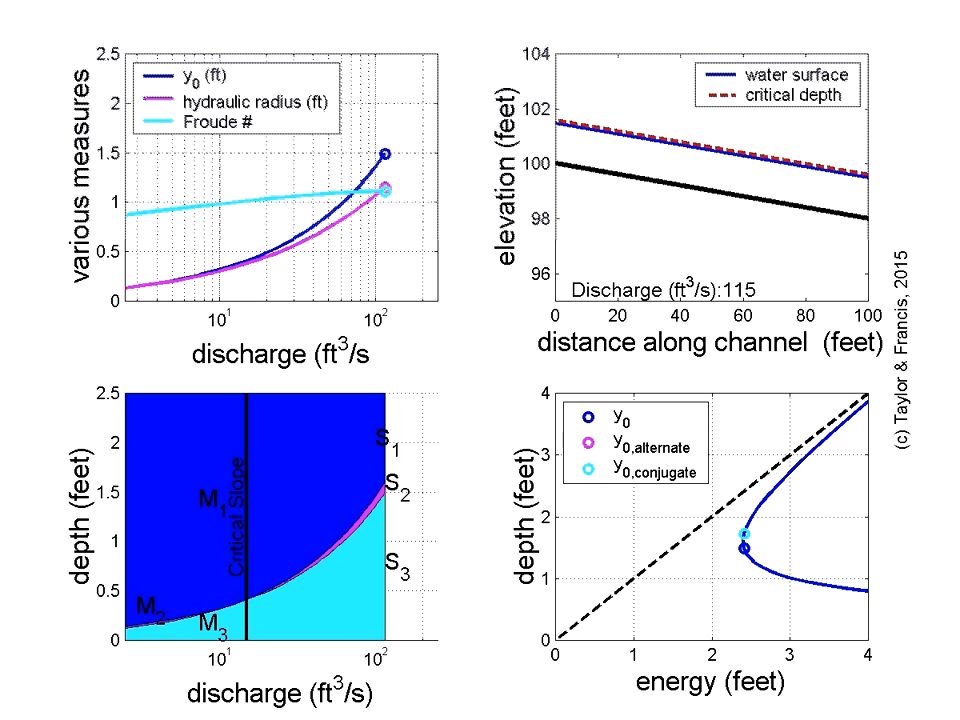 2.5
2
1.5
1
0.5
0
various measures
y0 (ft)
hydraulic radius (ft)
Froude #
10^1
10^2
discharge (ft^3/s
104
102
100
98
96
elevation (feet)
water surface
critical depth
Discharge (ft^3/s):115
0 20 40 60 80 100
distance along channel (feet)
(c) Taylor & Francis, 2015
2.5
2
1.5
1
0.5
0
depth (feet)
S1
S2
S3
M1
Critical Slope
M2
M3
10^1
10^2
discharge (ft^3/s)
4
3
2
1
0
depth (feet)
y0
y0,alternate
y0,conjugate
0 1 2 3 4
energy (feet)